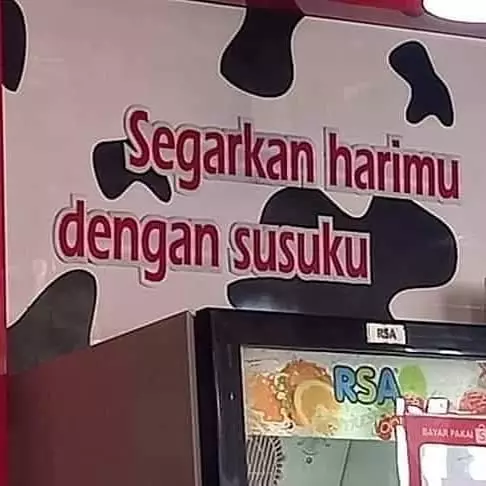 Segarkan harimu
dengan susuku
RSA
RSA
BAYAR PAKAI